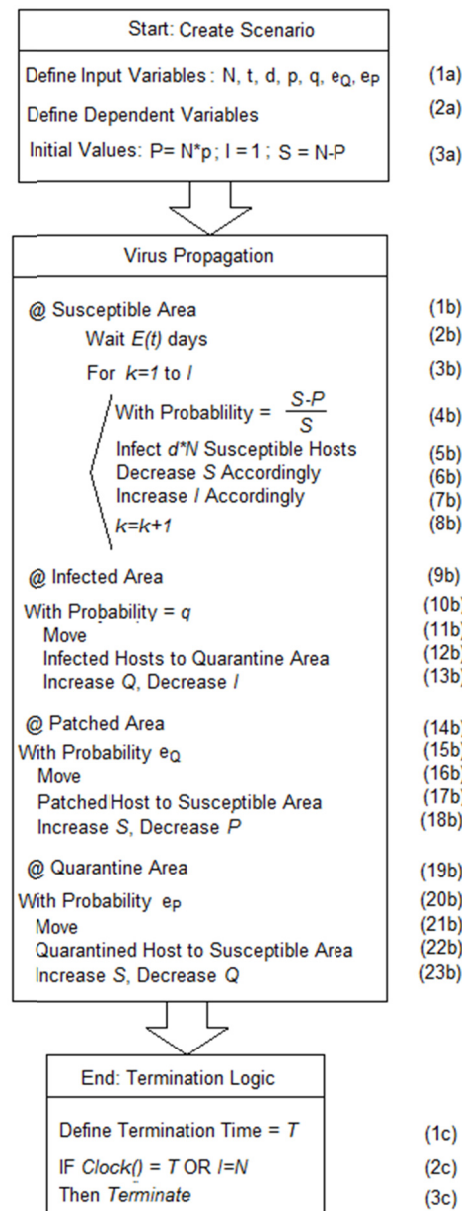 Start: Create Scenario
Define Input Variables : N, t, d, p, q, eQ, eP (1a)
Define Dependent Variables (2a)
Initial Values: P= N*p ; I = 1 ; S = N-P (3a)
Virus Propagation
@ Susceptible Area (1b)
Wait E(t) days (2b)
For k=1 to I (3b)
With Probablility = S-P / S (4b)
Infect d*N Susceptible Hosts (5b)
Decrease S Accordingly (6b)
Increase I Accordingly (7b)
k=k+1 (8b)
@ Infected Area (9b)
With Probability = q (10b)
Move (11b)
Infected Hosts to Quarantine Area (12b)
Increase Q, Decrease I (13b)
@ Patched Area (14b)
With Probability eQ (15b)
Move (16b)
Patched Host to Susceptible Area (17b)
Increase S, Decrease P (18b)
@ Quarantine Area (19b)
With Probability eP (20b)
Move (21b)
Quarantined Host to Susceptible Area (22b)
Increase S, Decrease Q (23b)
End: Termination Logic
Define Termination Time = T (1c)
IF Clock() = T OR I=N (2c)
Then Terminate (3c)